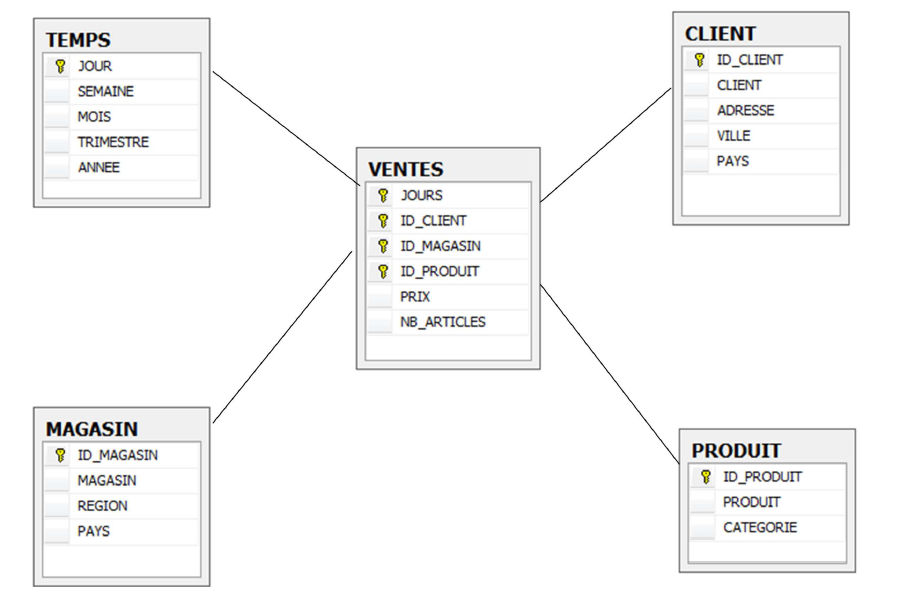 TEMPS
JOUR
SEMAINE
MOIS
TRIMESTRE
ANNEE
CLIENT
ID_CLIENT
CLIENT
ADRESSE
VILLE
PAYS
VENTES
JOURS
ID_CLIENT
ID_MAGASIN
ID_PRODUIT
PRIX
NB_ARTICLES
MAGASIN
ID_MAGASIN
MAGASIN
REGION
PAYS
PRODUIT
ID_PRODUIT
PRODUIT
CATEGORIE